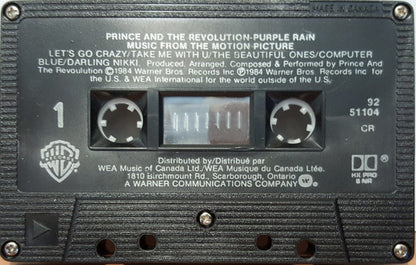 MADE IN CANADA
PRINCE AND THE REVOLUTION-PURPLE RAiN
MUSIC FROM THE MOTION PICTURE
LET'S GO CRAZY/TAKE ME WITH U/THE BEAUTIFUL ONES/COMPUTER
BLUE/DARLING NIKKI. Produced, Arranged, Composed & Performed by Prince And
The Revoulution ©1984 Warner Bros. Records Inc ℗1984 Warner Bros. Records Inc for
the U.S. & WEA International for the world outside of the U.S.
1
92
51104
CR
WB
Distributed by/Distribué par
WEA Music of Canada Ltd./WEA Musique du Canada Ltée.
1810 Birchmount Rd., Scarborough, Ontario
A WARNER COMMUNICATIONS COMPANY
HX PRO
B NR